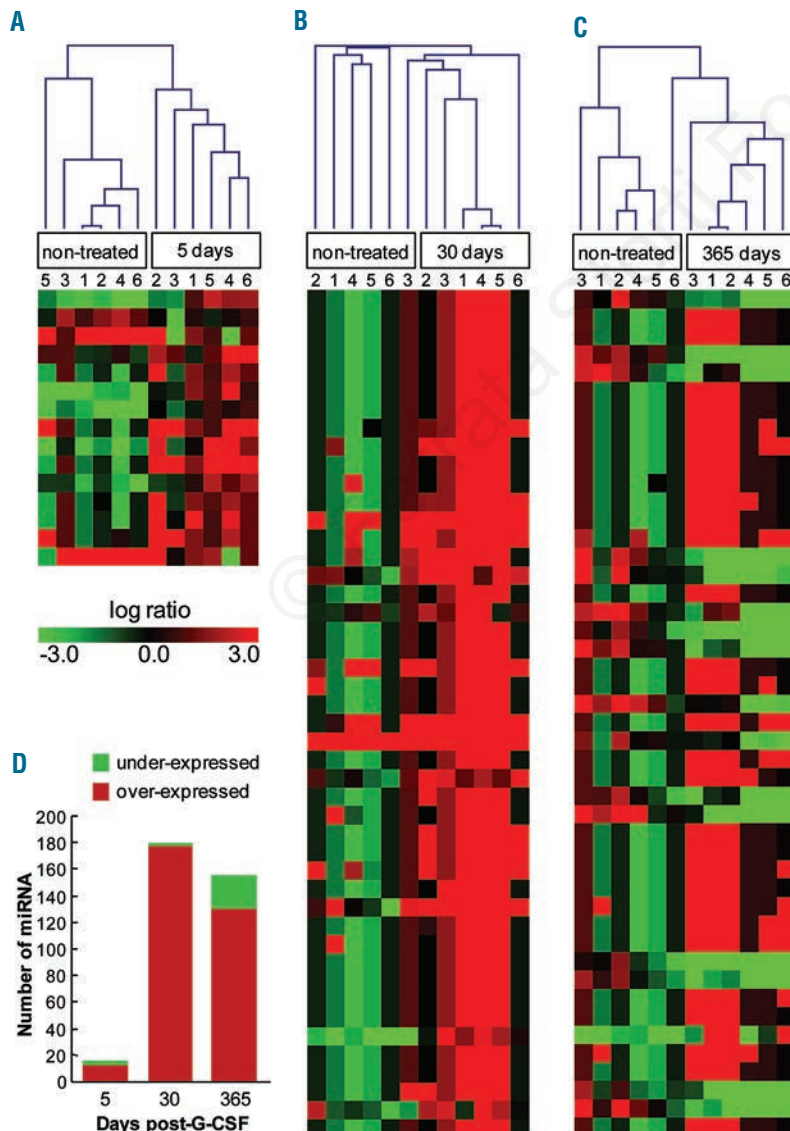 A
B
C
non-treated
5 days
5 3 1 2 4 6 2 3 1 5 4 6
non-treated
30 days
2 1 4 5 6 3 2 3 1 4 5 6
non-treated
365 days
3 1 2 4 5 6 3 1 2 4 5 6
log ratio
-3.0 0.0 3.0
D
under-expressed
over-expressed
Number of miRNA
200
180
160
140
120
100
80
60
40
20
0
5 30 365
Days post-G-CSF